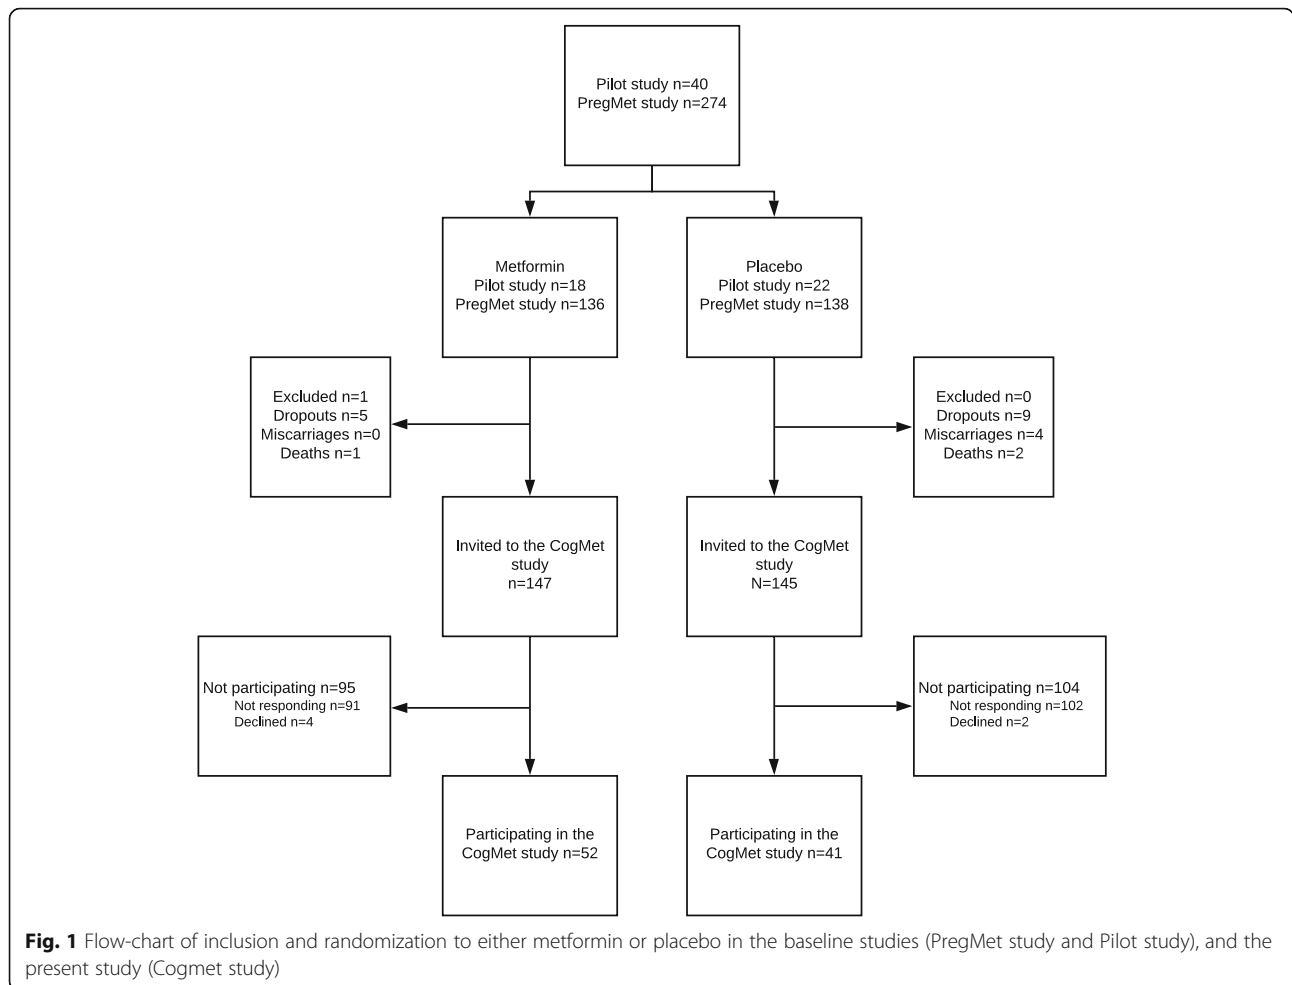 Pilot study n=40
PregMet study n=274
Metformin
Pilot study n=18
PregMet study n=136
Placebo
Pilot study n=22
PregMet study n=138
Excluded n=1
Dropouts n=5
Miscarriages n=0
Deaths n=1
Excluded n=0
Dropouts n=9
Miscarriages n=4
Deaths n=2
Invited to the CogMet
study
n=147
Invited to the CogMet
study
N=145
Not participating n=95
Not responding n=91
Declined n=4
Not participating n=104
Not responding n=102
Declined n=2
Participating in the
CogMet study n=52
Participating in the
CogMet study n=41
Fig. 1 Flow-chart of inclusion and randomization to either metformin or placebo in the baseline studies (PregMet study and Pilot study), and the
present study (Cogmet study)